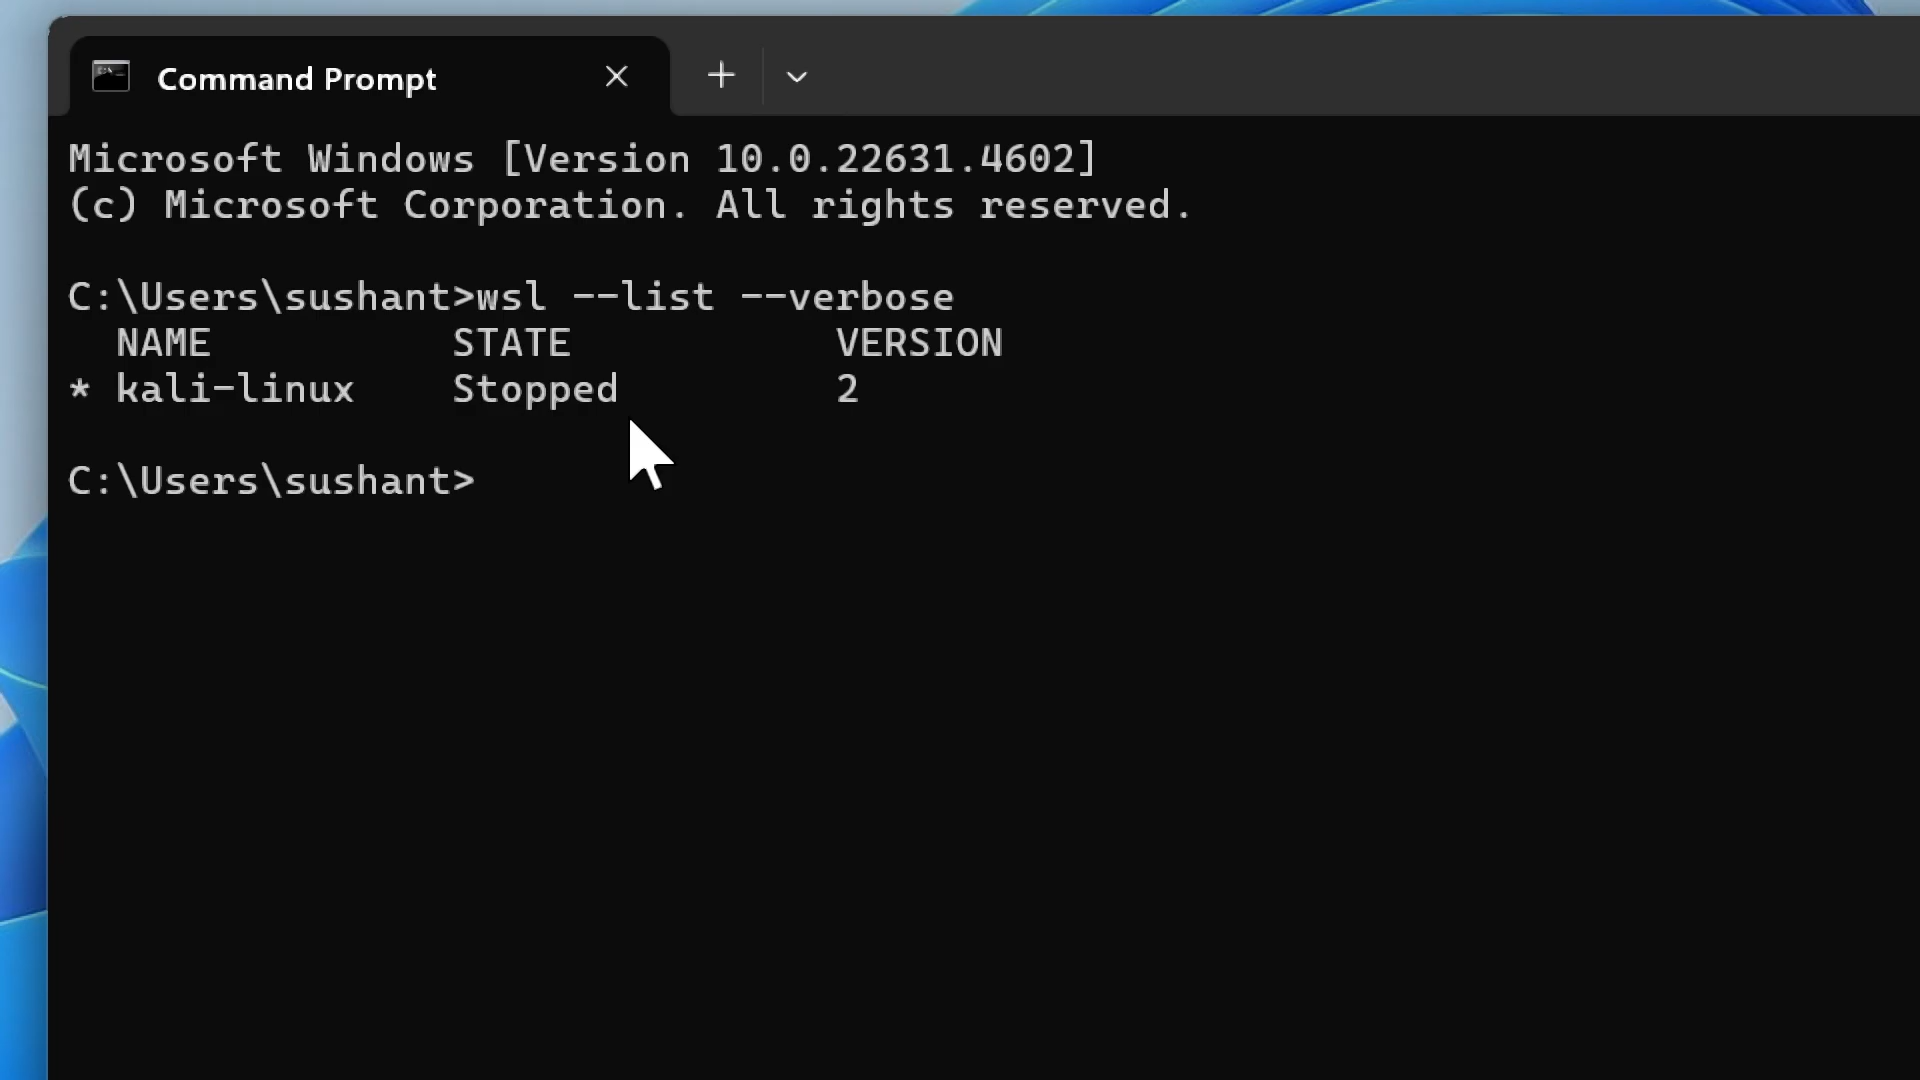 Command Prompt
Microsoft Windows [Version 10.0.22631.4602]
(c) Microsoft Corporation. All rights reserved.
C:\Users\sushant>wsl --list --verbose
  NAME          STATE           VERSION
* kali-linux    Stopped         2
C:\Users\sushant>